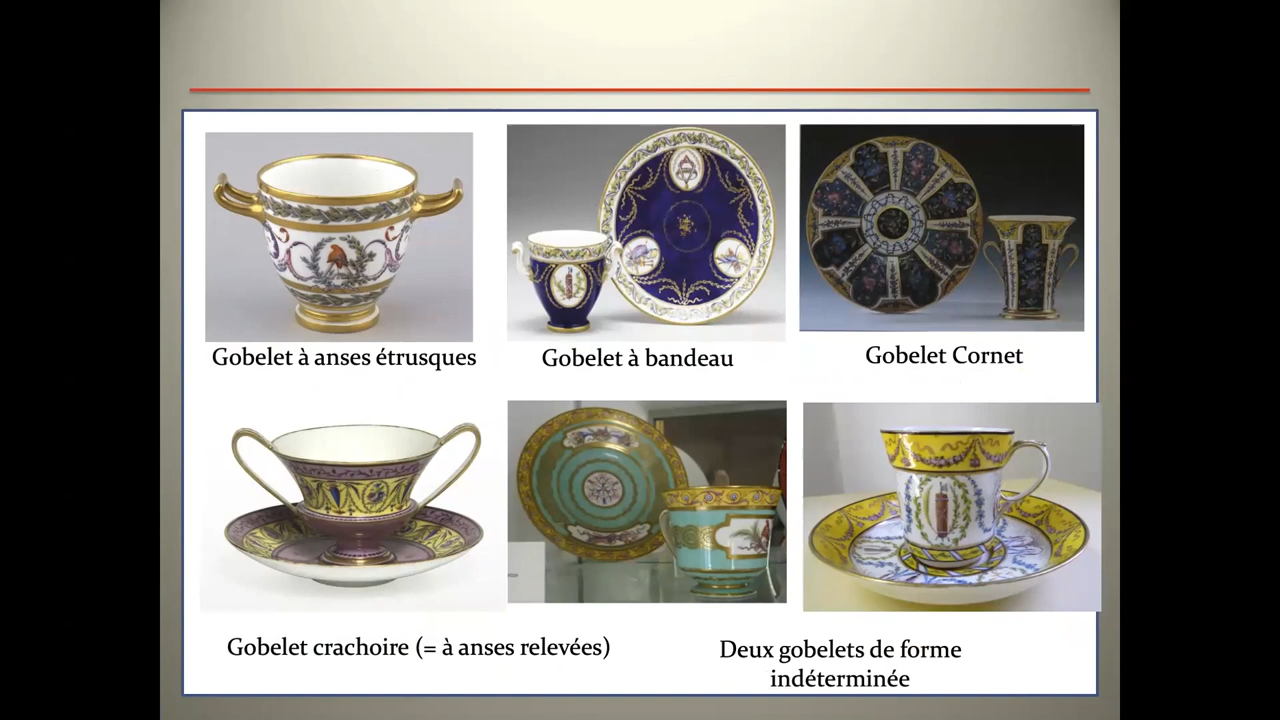 Gobelet à anses étrusques
Gobelet à bandeau
Gobelet Cornet
Gobelet crachoire (= à anses relevées)
Deux gobelets de forme
indéterminée